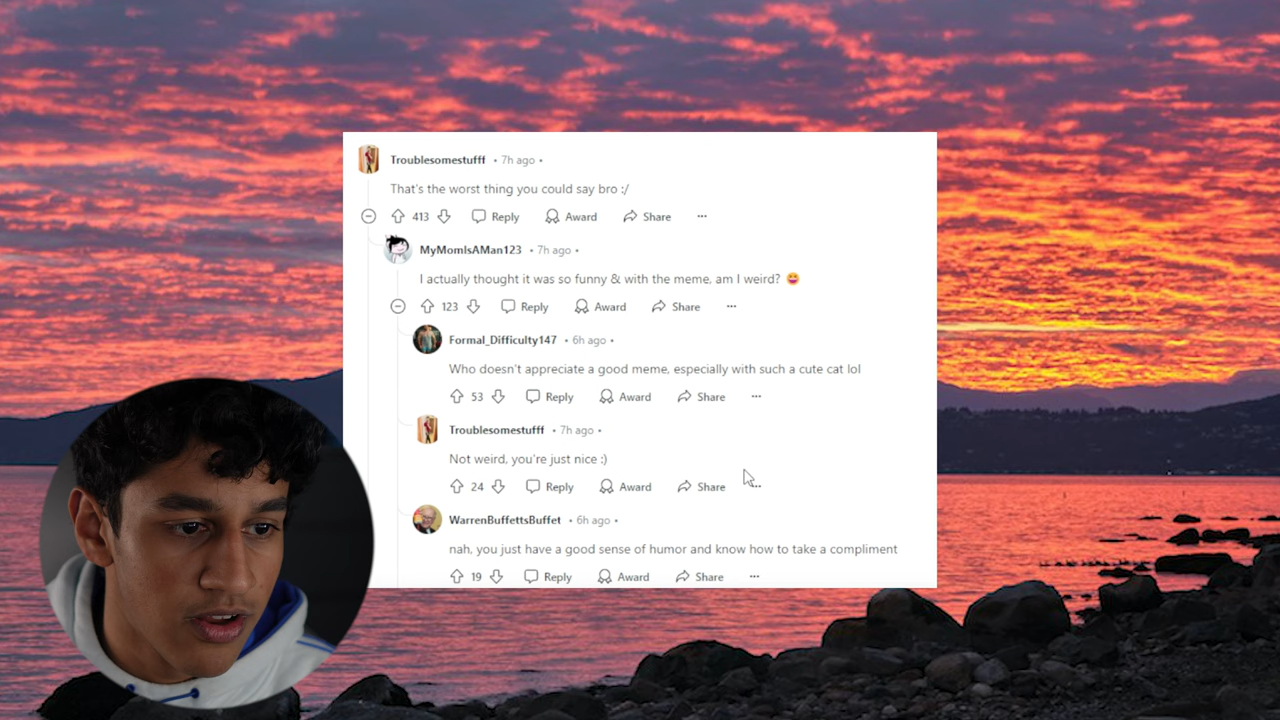 Troublesomestufff • 7h ago •
That's the worst thing you could say bro :/
413 Reply Award Share ...
MyMomIsAMan123 • 7h ago •
I actually thought it was so funny & with the meme, am I weird? 😆
123 Reply Award Share ...
Formal_Difficulty147 • 6h ago •
Who doesn't appreciate a good meme, especially with such a cute cat lol
53 Reply Award Share ...
Troublesomestufff • 7h ago •
Not weird, you're just nice :)
24 Reply Award Share ...
WarrenBuffettsBuffet • 6h ago •
nah, you just have a good sense of humor and know how to take a compliment
19 Reply Award Share ...